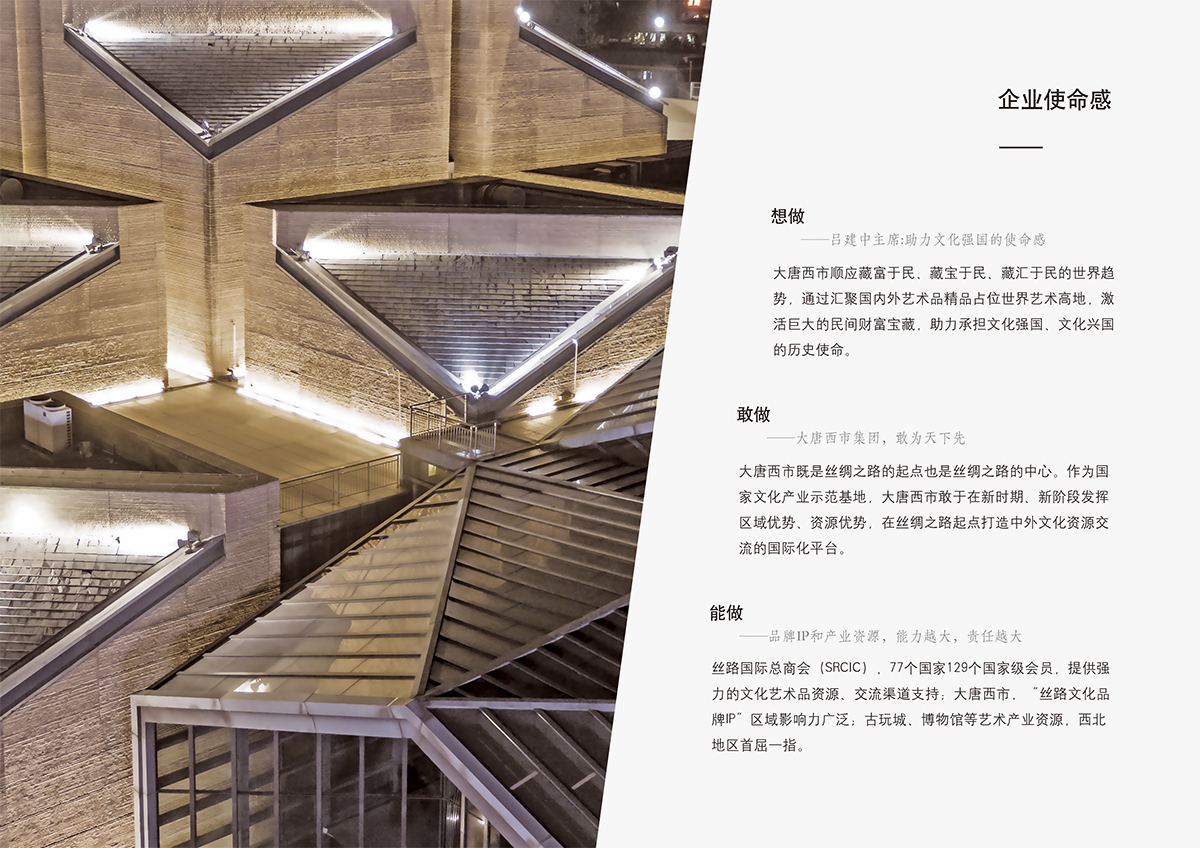 企业使命感
想做
——吕建中主席:助力文化强国的使命感
大唐西市顺应藏富于民、藏宝于民、藏汇于民的世界趋
势，通过汇聚国内外艺术品精品占位世界艺术高地，激
活巨大的民间财富宝藏，助力承担文化强国、文化兴国
的历史使命。
敢做
——大唐西市集团，敢为天下先
大唐西市既是丝绸之路的起点也是丝绸之路的中心。作为国
家文化产业示范基地，大唐西市敢于在新时期、新阶段发挥
区域优势、资源优势，在丝绸之路起点打造中外文化资源交
流的国际化平台。
能做
——品牌IP和产业资源，能力越大，责任越大
丝路国际总商会（SRCIC），77个国家129个国家级会员，提供强
力的文化艺术品资源、交流渠道支持；大唐西市，“丝路文化品
牌IP”区域影响力广泛；古玩城、博物馆等艺术产业资源，西北
地区首屈一指。